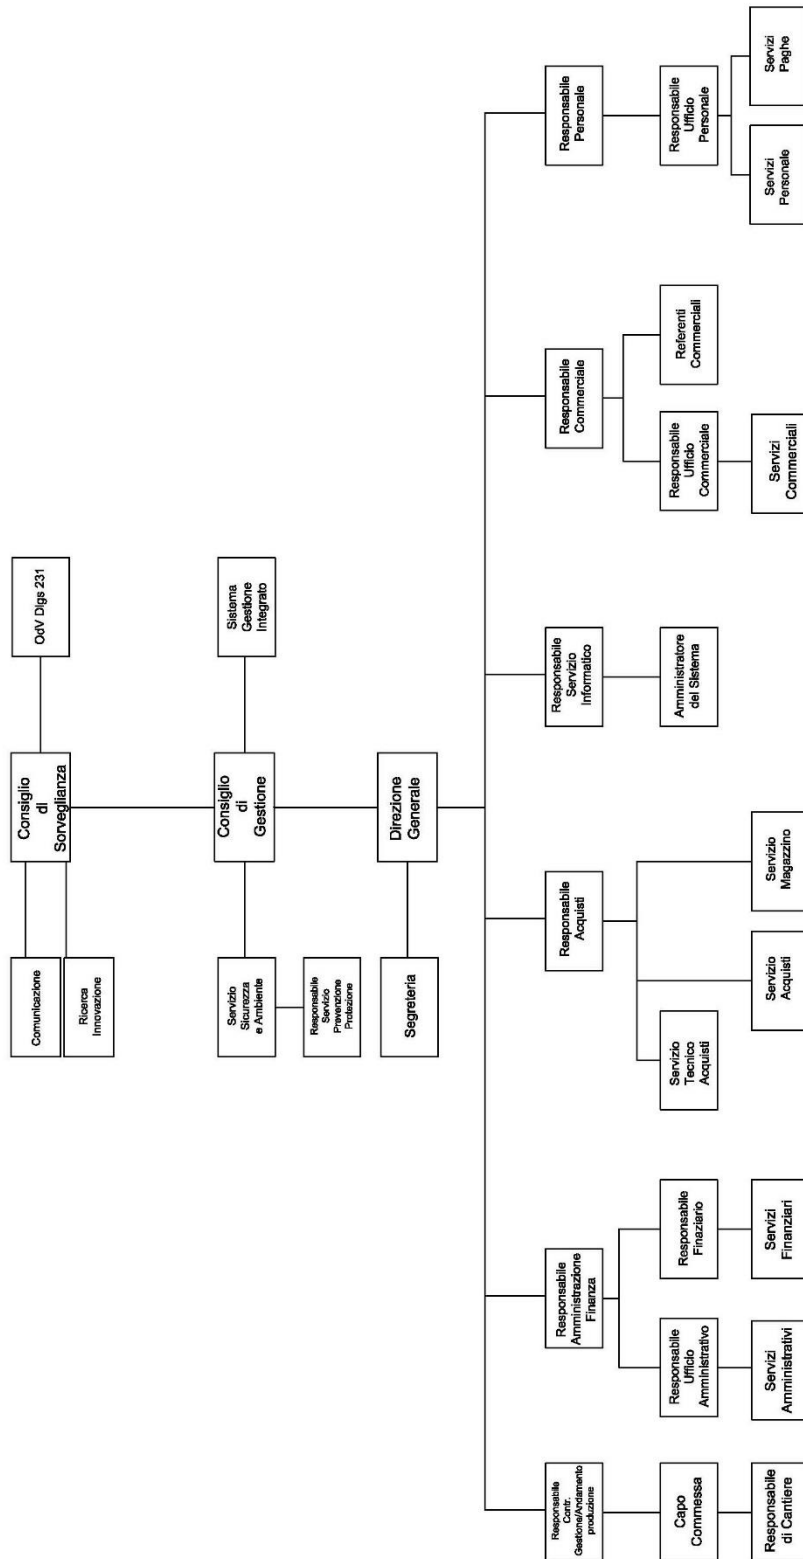 Comunicazione
Ricerca
Innovazione
Consiglio
di
Sorveglianza
OdV Dlgs 231
Servizio
Sicurezza
e Ambiente
Responsabile
Servizio
Prevenzione
Protezione
Consiglio
di
Gestione
Sistema
Gestione
Integrato
Segreteria
Direzione
Generale
Responsabile
Contr.
Gestione/Andamento
produzione
Responsabile
Amministrazione
Finanza
Responsabile
Acquisti
Responsabile
Servizio
Informatico
Responsabile
Commerciale
Responsabile
Personale
Capo
Commessa
Responsabile
Ufficio
Amministrativo
Responsabile
Finaziario
Servizio
Tecnico
Acquisti
Amministratore
del Sistema
Responsabile
Ufficio
Commerciale
Referenti
Commerciali
Responsabile
Ufficio
Personale
Responsabile
di Cantiere
Servizi
Amministrativi
Servizi
Finanziari
Servizio
Acquisti
Servizio
Magazzino
Servizi
Commerciali
Servizi
Personale
Servizi
Paghe